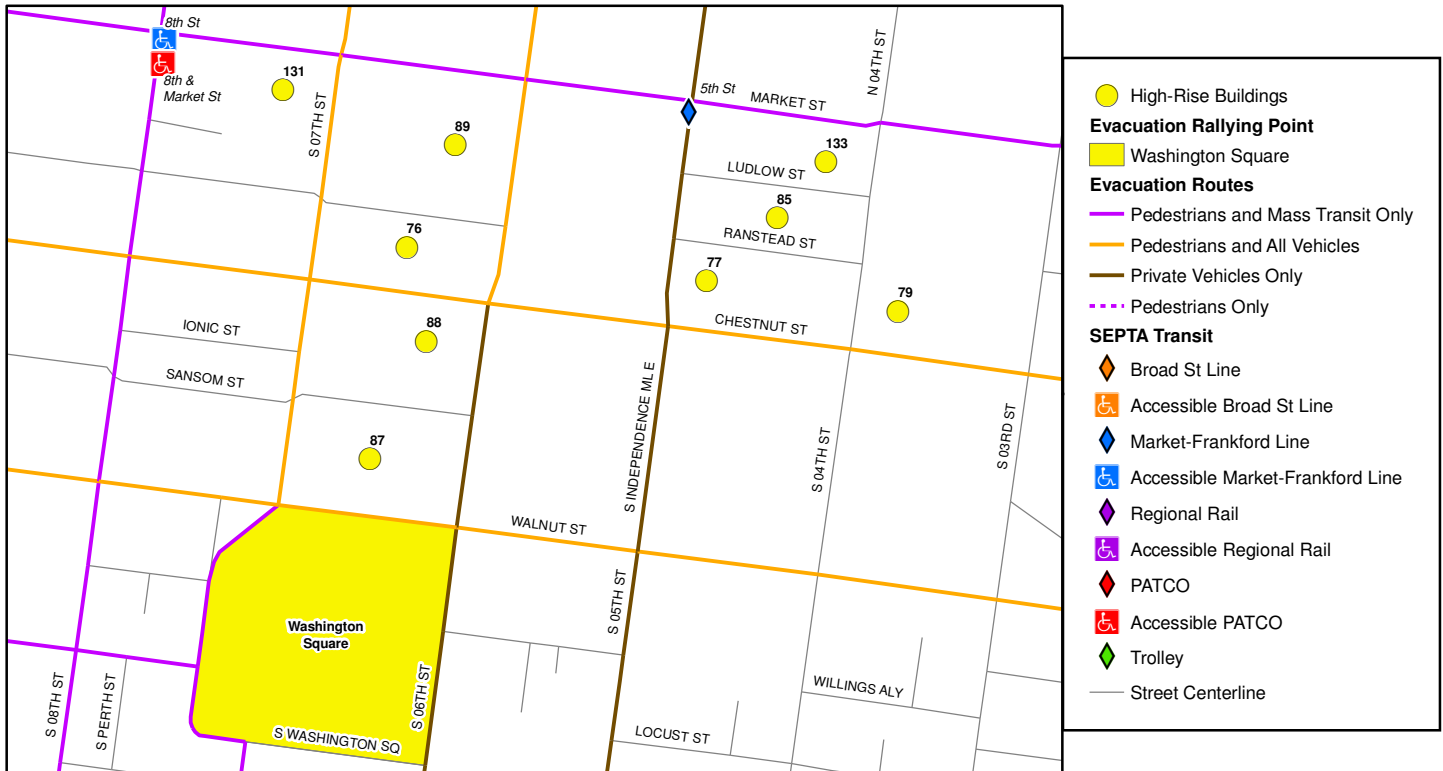 8th St
8th &
Market St
131
S 07TH ST
89
5th St
MARKET ST
N 04TH ST
133
LUDLOW ST
85
RANSTEAD ST
76
77
79
CHESTNUT ST
88
IONIC ST
SANSOM ST
87
S INDEPENDENCE ML E
S 04TH ST
S 03RD ST
WALNUT ST
Washington
Square
S 05TH ST
S 06TH ST
S 08TH ST
S PERTH ST
S WASHINGTON SQ
WILLINGS ALY
LOCUST ST
High-Rise Buildings
Evacuation Rallying Point
Washington Square
Evacuation Routes
Pedestrians and Mass Transit Only
Pedestrians and All Vehicles
Private Vehicles Only
Pedestrians Only
SEPTA Transit
Broad St Line
Accessible Broad St Line
Market-Frankford Line
Accessible Market-Frankford Line
Regional Rail
Accessible Regional Rail
PATCO
Accessible PATCO
Trolley
Street Centerline